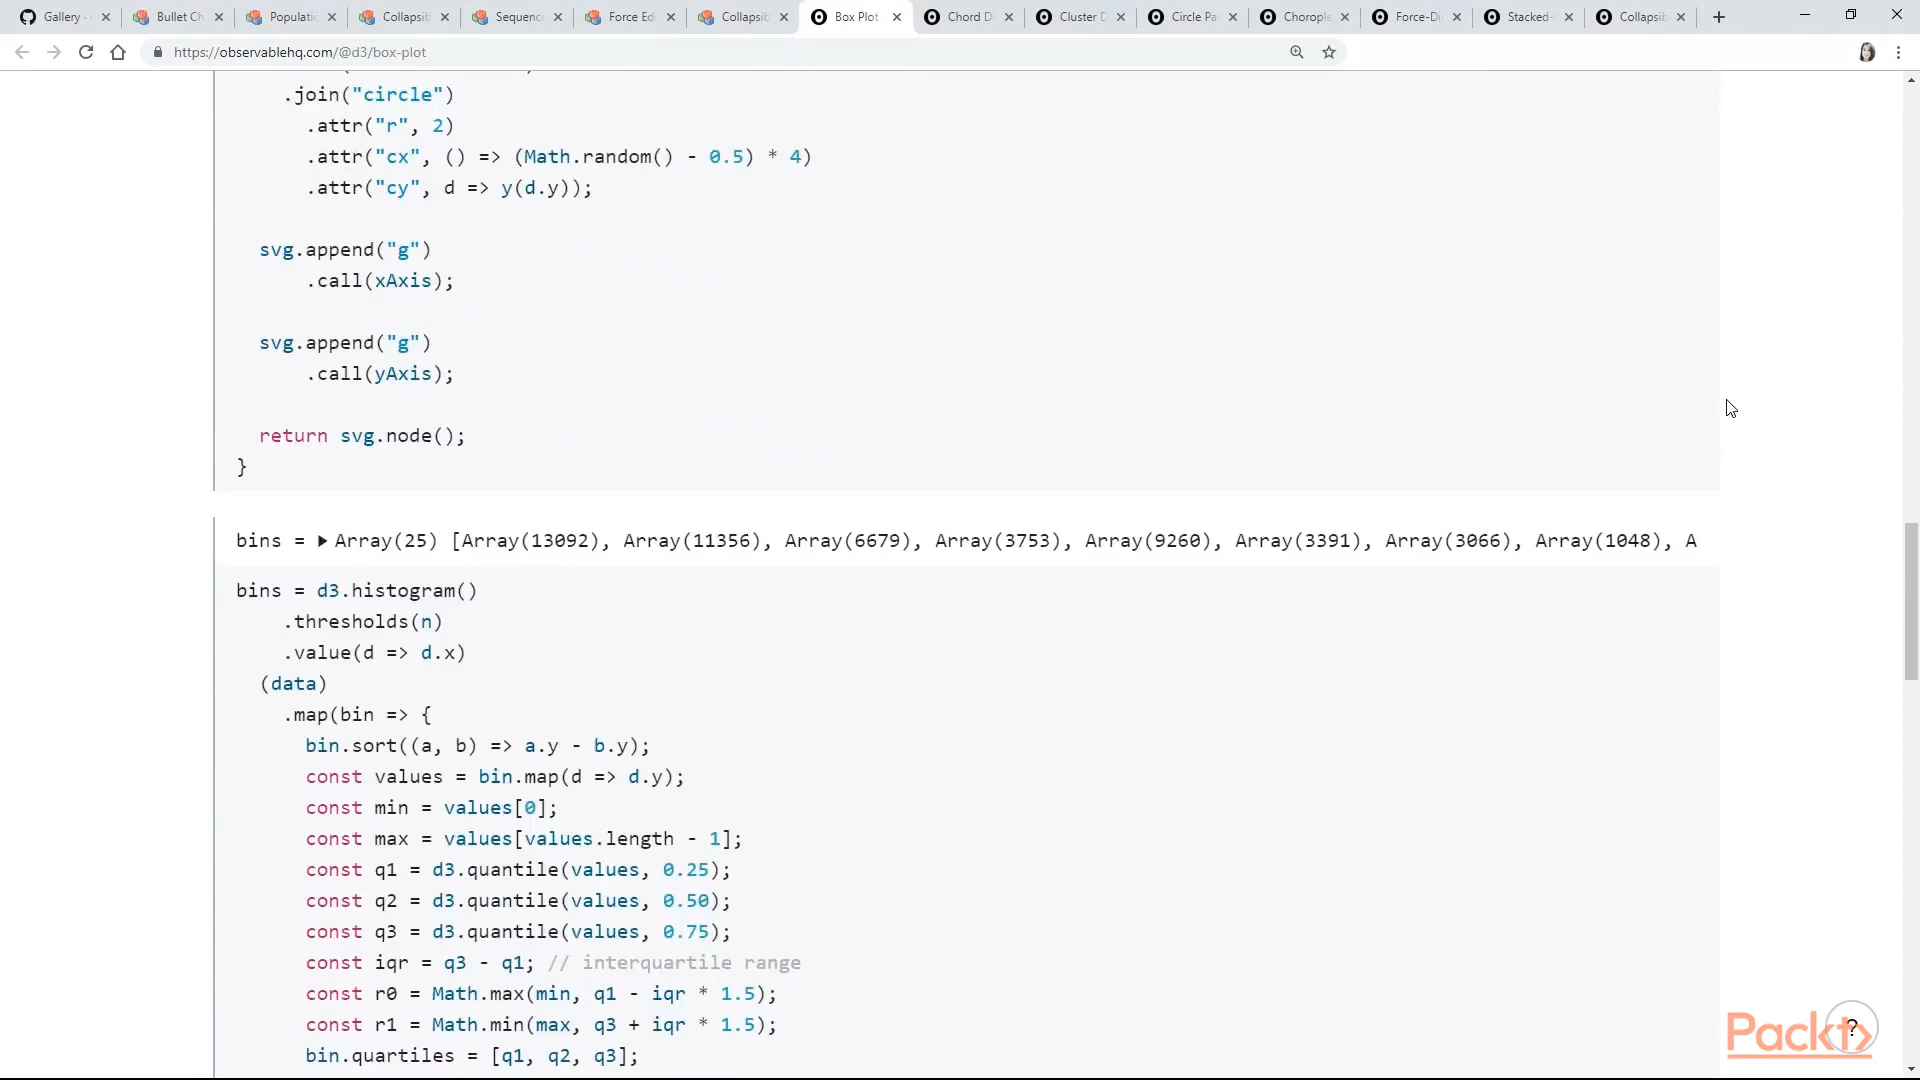 Gallery ·
Bullet Ch
Populatic
Collapsib
Sequenc
Force Ed
Collapsib
Box Plot
Chord D
Cluster D
Circle Pa
Chorople
Force-Di
Stacked-
Collapsib
https://observablehq.com/@d3/box-plot
.join("circle")
.attr("r", 2)
.attr("cx", () => (Math.random() - 0.5) * 4)
.attr("cy", d => y(d.y));
svg.append("g")
.call(xAxis);
svg.append("g")
.call(yAxis);
return svg.node();
}
bins = ▶ Array(25) [Array(13092), Array(11356), Array(6679), Array(3753), Array(9260), Array(3391), Array(3066), Array(1048), A
bins = d3.histogram()
.thresholds(n)
.value(d => d.x)
(data)
.map(bin => {
bin.sort((a, b) => a.y - b.y);
const values = bin.map(d => d.y);
const min = values[0];
const max = values[values.length - 1];
const q1 = d3.quantile(values, 0.25);
const q2 = d3.quantile(values, 0.50);
const q3 = d3.quantile(values, 0.75);
const iqr = q3 - q1; // interquartile range
const r0 = Math.max(min, q1 - iqr * 1.5);
const r1 = Math.min(max, q3 + iqr * 1.5);
bin.quartiles = [q1, q2, q3];
Packt
?